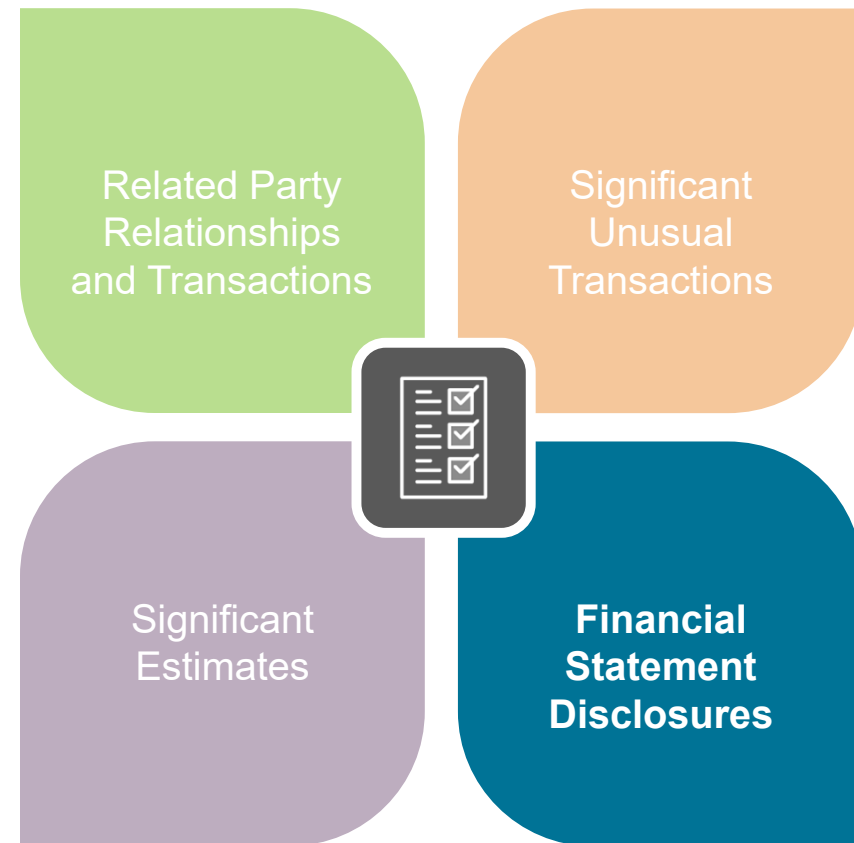 Related Party
Relationships
and Transactions
Significant
Unusual
Transactions
Significant
Estimates
Financial
Statement
Disclosures